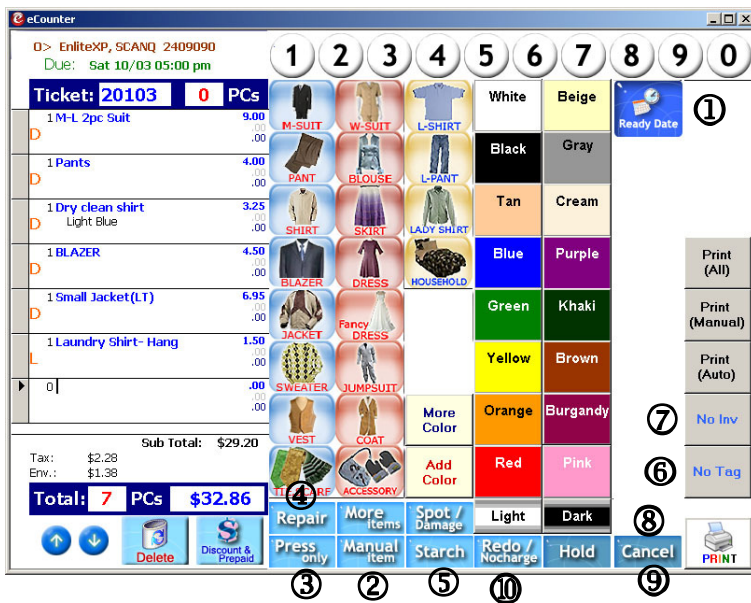 eCounter
O> EnliteXP, SCANQ 2409090
Due: Sat 10/03 05:00 pm
1 2 3 4 5 6 7 8 9 0
Ticket: 20103 0 PCs
1 M-L 2pc Suit 9.00
.00
D .00
1 Pants 4.00
.00
D .00
1 Dry clean shirt 3.25
Light Blue .00
D .00
1 BLAZER 4.50
.00
D .00
1 Small Jacket(LT) 6.95
.00
D .00
1 Laundry Shirt- Hang 1.50
.00
L .00
0 .00
.00
Sub Total: $29.20
Tax: $2.28
Env.: $1.38
Total: 7 PCs $32.86
Delete
Discount &
Prepaid
M-SUIT W-SUIT L-SHIRT
PANT BLOUSE L-PANT
SHIRT SKIRT LADY SHIRT
BLAZER DRESS HOUSEHOLD
JACKET Fancy
DRESS
SWEATER JUMPSUIT
VEST COAT
TIE SCARF ACCESSORY
More
Color
Add
Color
White Beige
Black Gray
Tan Cream
Blue Purple
Green Khaki
Yellow Brown
Orange Burgandy
Red Pink
Light Dark
Ready Date ①
Print
(All)
Print
(Manual)
Print
(Auto)
⑦ No Inv
⑥ No Tag
④
Repair More
items
Spot /
Damage
⑧
Press
only
Manual
item
Starch Redo /
Nocharge
Hold Cancel
PRINT
③ ② ⑤ ⑩ ⑨